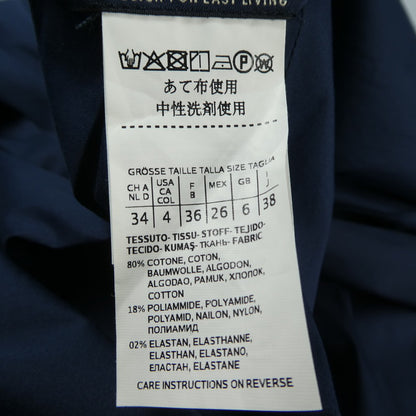 FOR EAST LIVING
あて布使用
中性洗剤使用
GRÖSSE TAILLE TALLA SIZE TAGLIA
CH A NL D USA CA COL F B MEX GB I J
34 4 36 26 6 38
TESSUTO-TISSU-STOFF-TEJIDO-
TECIDO-KUMAŞ-ТКАНЬ-FABRIC
80% COTONE, COTON,
BAUMWOLLE, ALGODON,
ALGODAO, PAMUK, ХЛОПОК,
COTTON
18% POLIAMMIDE, POLYAMIDE,
POLYAMID, NAILON, NYLON,
ПОЛИАМИД
02% ELASTAN, ELASTHANNE,
ELASTHAN, ELASTANO,
ЕЛАСТАН, ELASTANE
CARE INSTRUCTIONS ON REVERSE